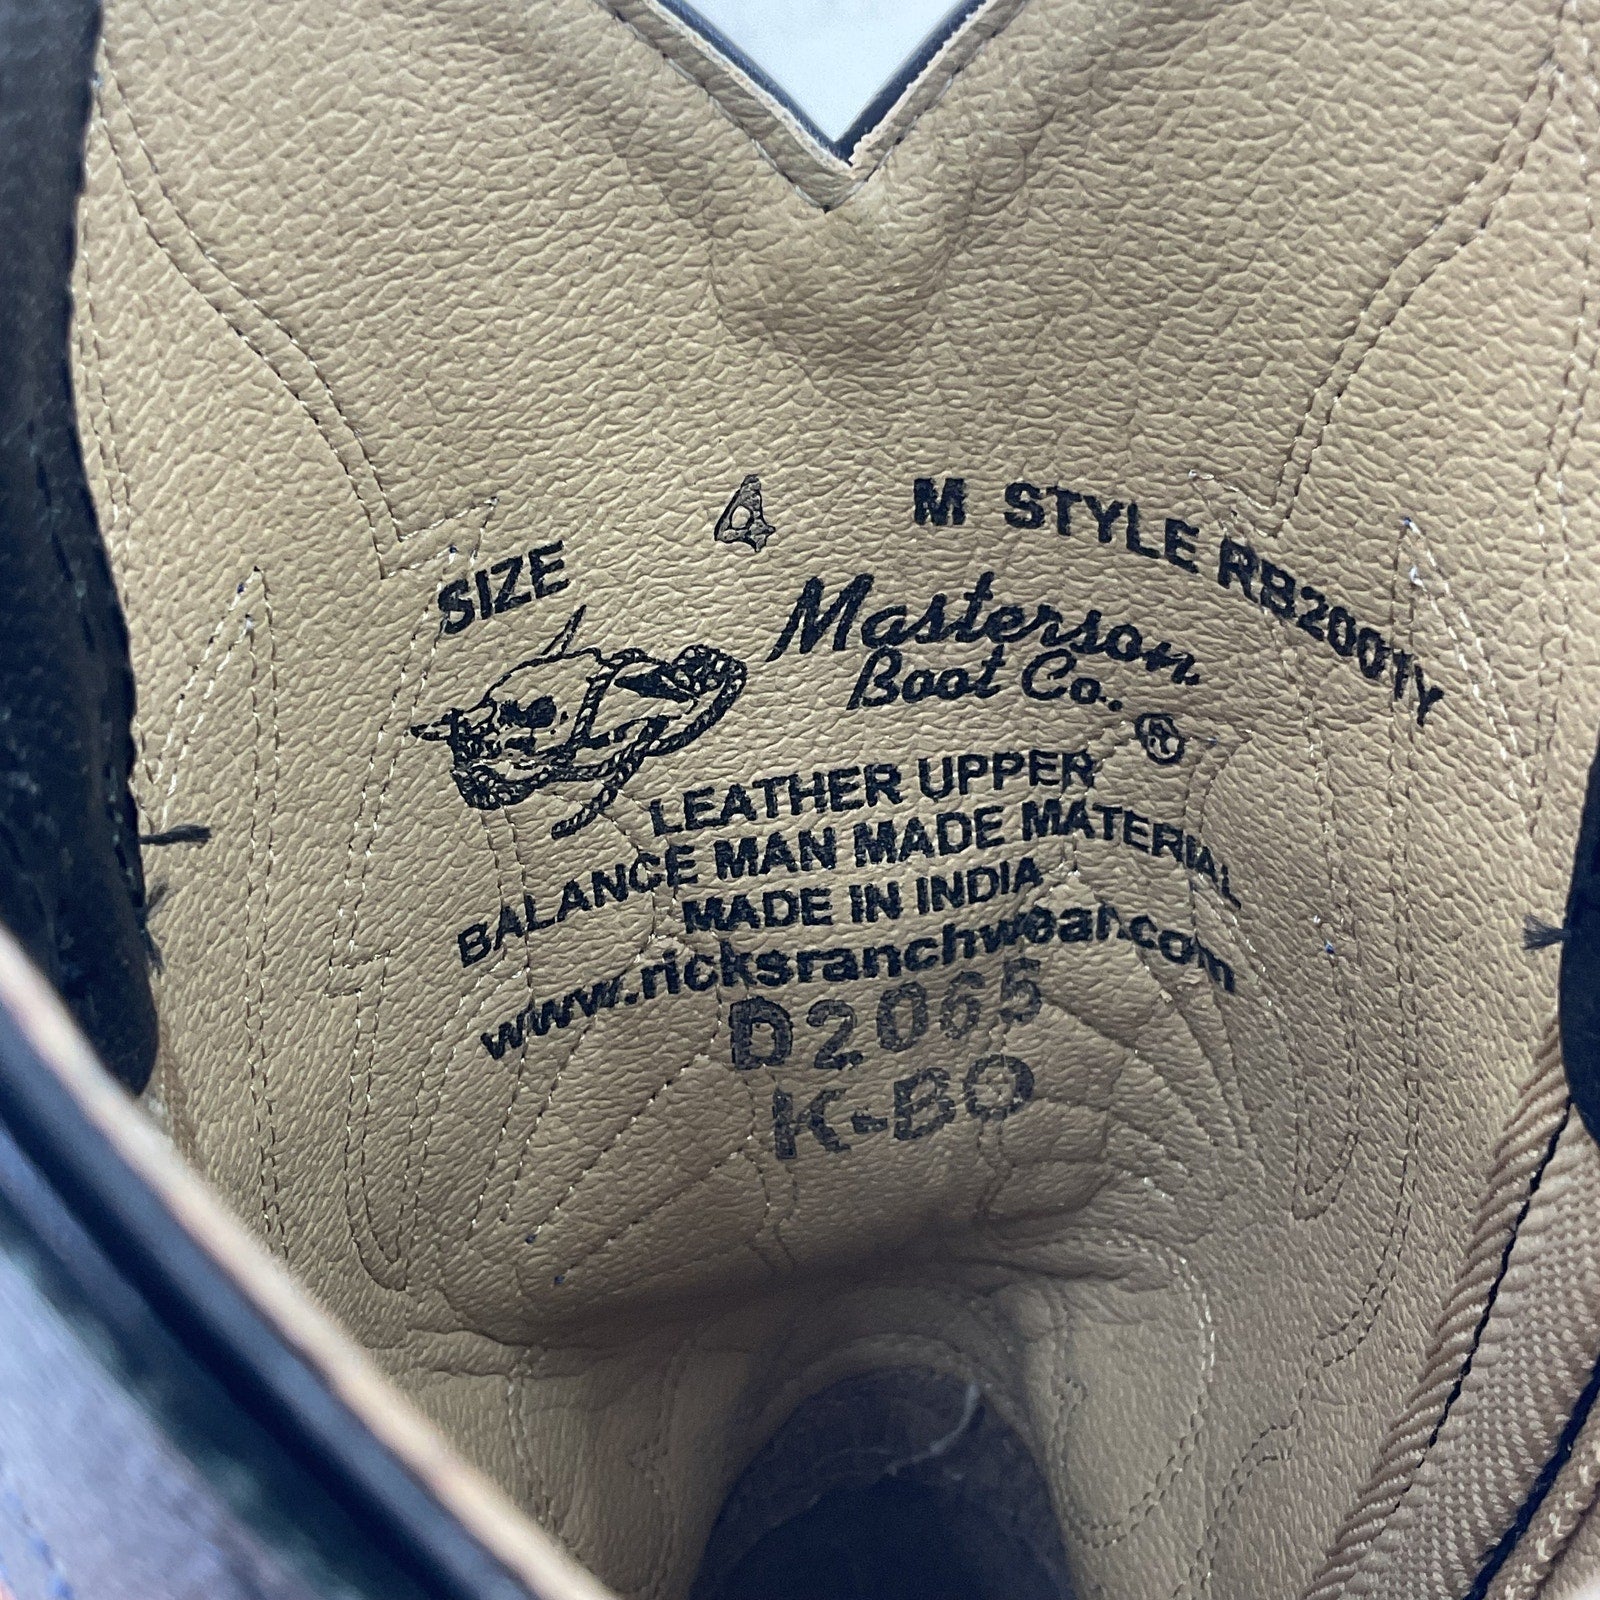 SIZE 4 M STYLE RB2001Y
Masterson
Boot Co.. ®
LEATHER UPPER
BALANCE MAN MADE MATERIAL
MADE IN INDIA
www.ricksranchwear.com
D2065
K-BO